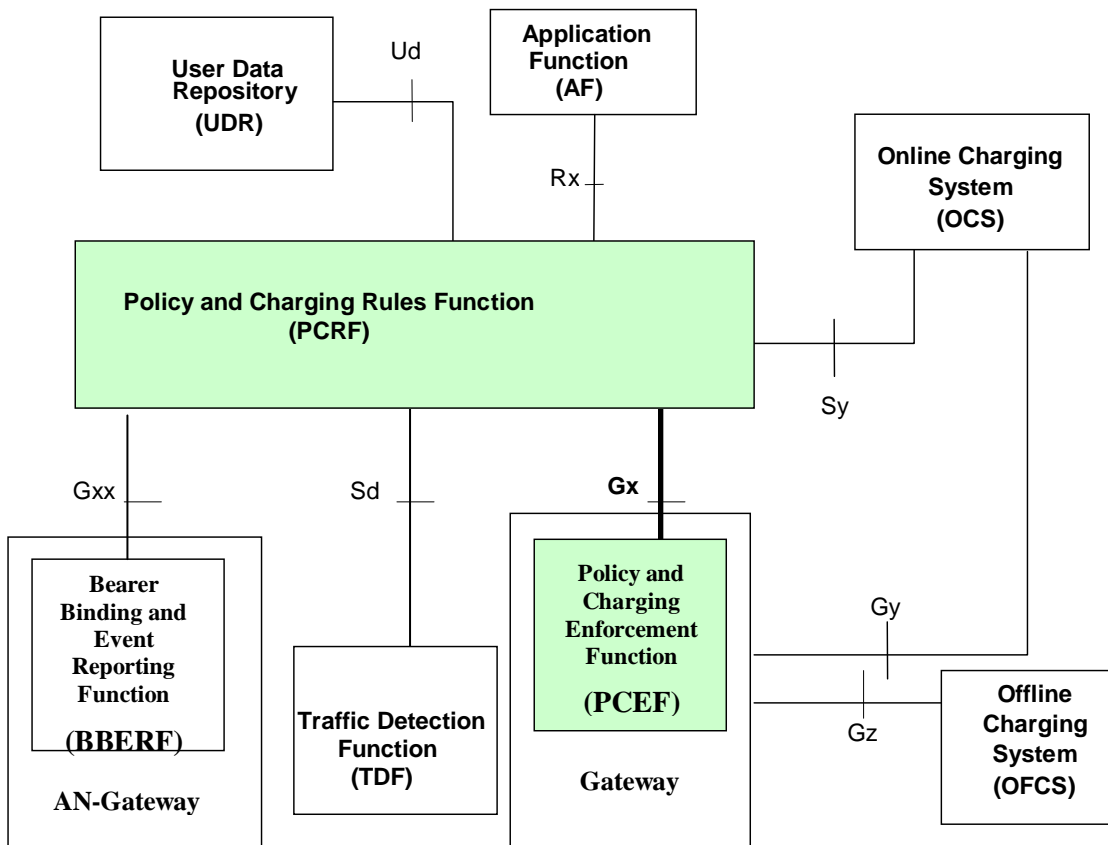 User Data
Repository
(UDR)
Ud
Application
Function
(AF)
Rx
Online Charging
System
(OCS)
Policy and Charging Rules Function
(PCRF)
Sy
Gxx
Sd
Gx
Bearer
Binding and
Event
Reporting
Function
(BBERF)
AN-Gateway
Traffic Detection
Function
(TDF)
Policy and
Charging
Enforcement
Function
(PCEF)
Gateway
Gy
Gz
Offline
Charging
System
(OFCS)